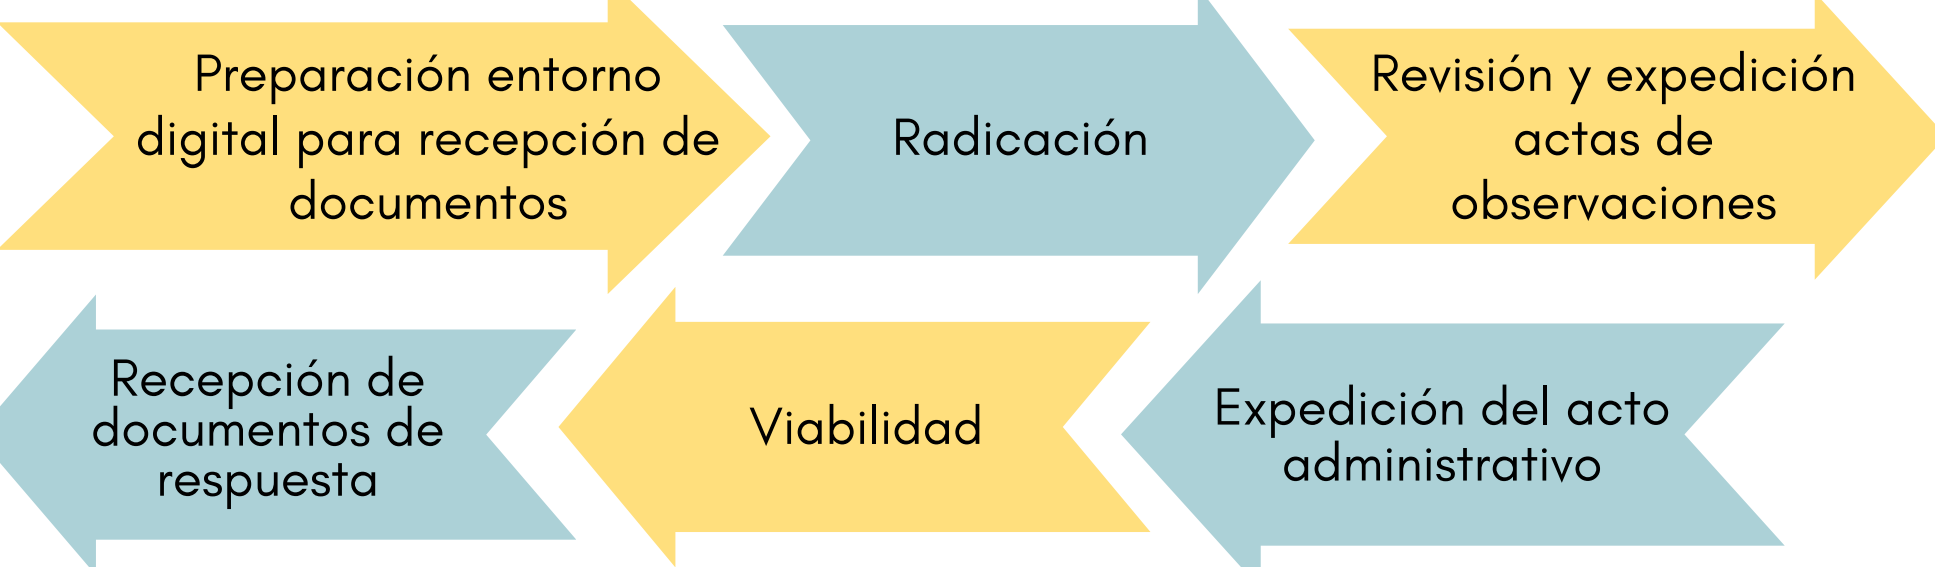 Preparación entorno
digital para recepción de
documentos
Radicación
Revisión y expedición
actas de
observaciones
Recepción de
documentos de
respuesta
Viabilidad
Expedición del acto
administrativo